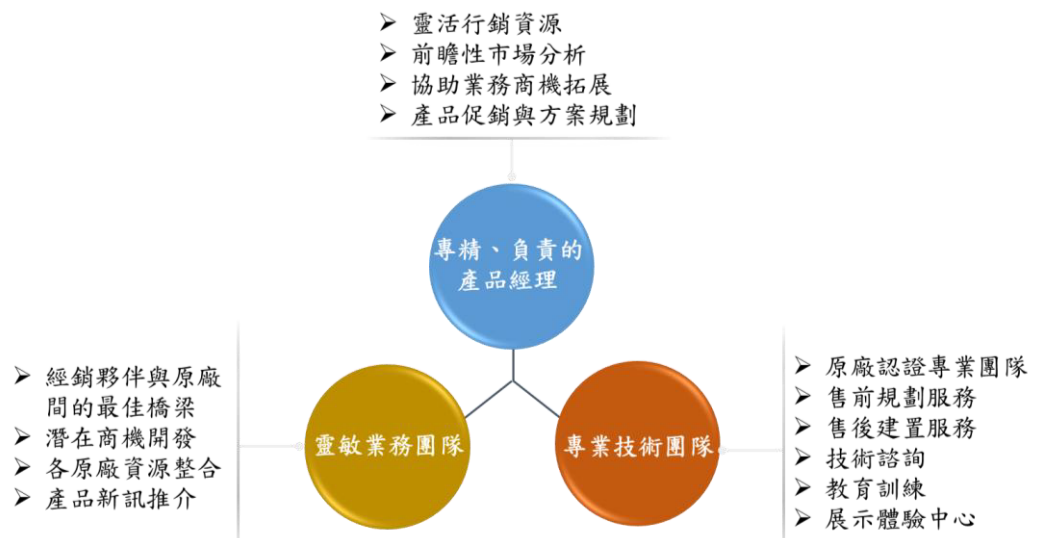 ➢ 靈活行銷資源
➢ 前瞻性市場分析
➢ 協助業務商機拓展
➢ 產品促銷與方案規劃
專精、負責的
產品經理
➢ 經銷夥伴與原廠
間的最佳橋梁
➢ 潛在商機開發
➢ 各原廠資源整合
➢ 產品新訊推介
靈敏業務團隊
專業技術團隊
➢ 原廠認證專業團隊
➢ 售前規劃服務
➢ 售後建置服務
➢ 技術諮詢
➢ 教育訓練
➢ 展示體驗中心